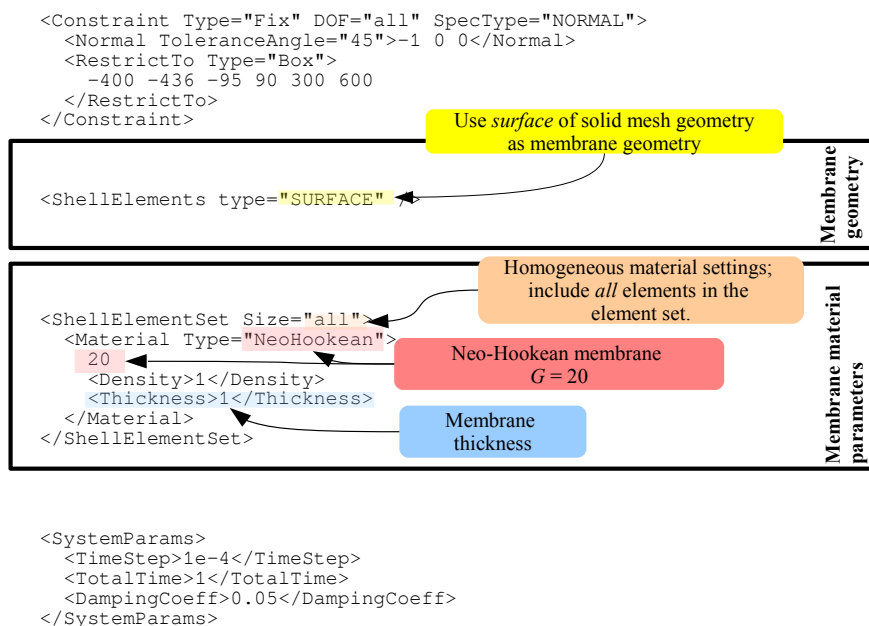 <Constraint Type="Fix" DOF="all" SpecType="NORMAL">
<Normal ToleranceAngle="45">-1 0 0</Normal>
<RestrictTo Type="Box">
-400 -436 -95 90 300 600
</RestrictTo>
</Constraint>
Use surface of solid mesh geometry
as membrane geometry
<ShellElements type="SURFACE" />
Membrane
geometry
Homogeneous material settings;
include all elements in the
element set.
<ShellElementSet Size="all">
<Material Type="NeoHookean">
20
Neo-Hookean membrane
G = 20
<Density>1</Density>
<Thickness>1</Thickness>
</Material>
</ShellElementSet>
Membrane
thickness
Membrane material
parameters
<SystemParams>
<TimeStep>1e-4</TimeStep>
<TotalTime>1</TotalTime>
<DampingCoeff>0.05</DampingCoeff>
</SystemParams>